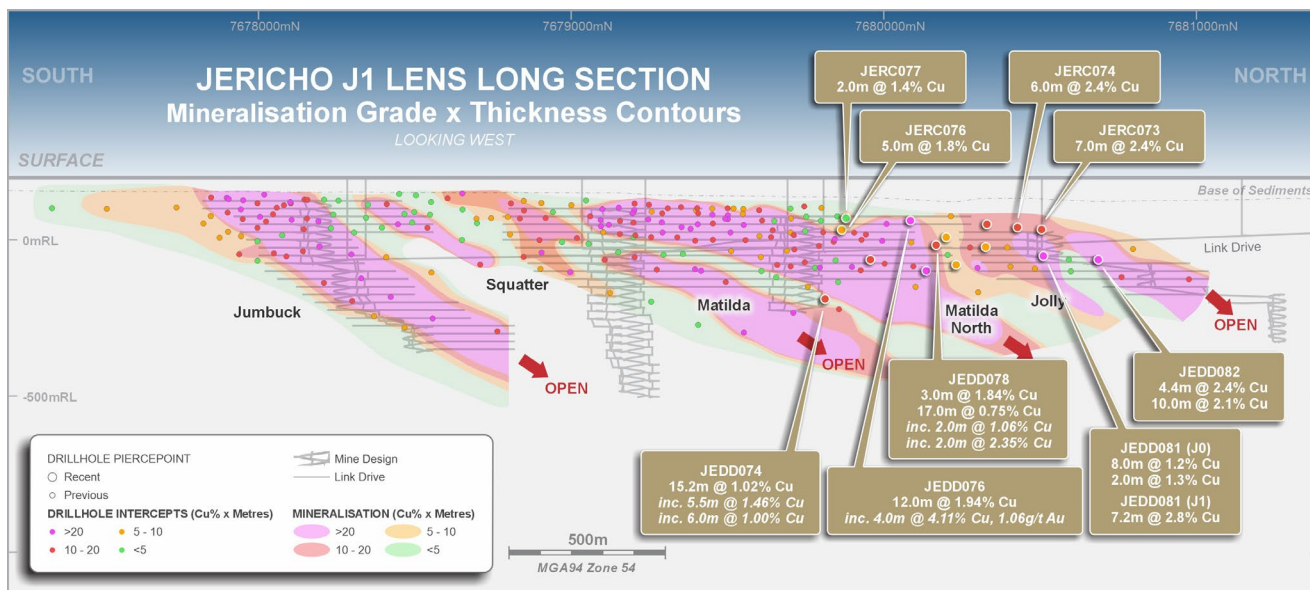 7678000mN
7679000mN
7680000mN
7681000mN
SOUTH
NORTH
JERICHO J1 LENS LONG SECTION
Mineralisation Grade x Thickness Contours
LOOKING WEST
SURFACE
JERC077
2.0m @ 1.4% Cu
JERC074
6.0m @ 2.4% Cu
JERC076
5.0m @ 1.8% Cu
JERC073
7.0m @ 2.4% Cu
Base of Sediments
0mRL
Link Drive
Jumbuck
Squatter
Matilda
Matilda
North
Jolly
OPEN
OPEN
OPEN
-500mRL
JEDD078
3.0m @ 1.84% Cu
17.0m @ 0.75% Cu
inc. 2.0m @ 1.06% Cu
inc. 2.0m @ 2.35% Cu
JEDD082
4.4m @ 2.4% Cu
10.0m @ 2.1% Cu
JEDD074
15.2m @ 1.02% Cu
inc. 5.5m @ 1.46% Cu
inc. 6.0m @ 1.00% Cu
JEDD076
12.0m @ 1.94% Cu
inc. 4.0m @ 4.11% Cu, 1.06g/t Au
JEDD081 (J0)
8.0m @ 1.2% Cu
2.0m @ 1.3% Cu
JEDD081 (J1)
7.2m @ 2.8% Cu
DRILLHOLE PIERCEPOINT
Recent
Previous
Mine Design
Link Drive
DRILLHOLE INTERCEPTS (Cu% x Metres)
>20
5 - 10
10 - 20
<5
MINERALISATION (Cu% x Metres)
>20
5 - 10
10 - 20
<5
500m
MGA94 Zone 54